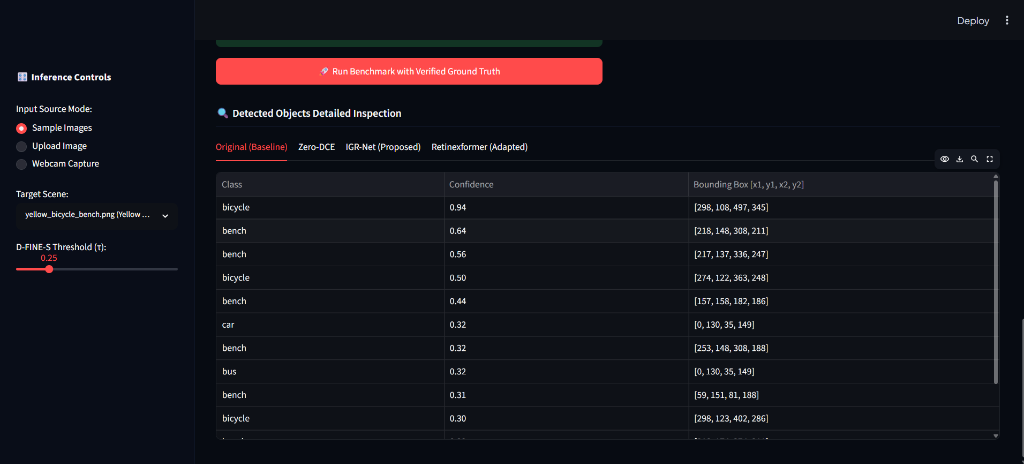 Deploy
Inference Controls
Input Source Mode:
Sample Images
Upload Image
Webcam Capture
Target Scene:
yellow_bicycle_bench.png (Yellow ...
D-FINE-S Threshold (τ):
0.25
Run Benchmark with Verified Ground Truth
Detected Objects Detailed Inspection
Original (Baseline) Zero-DCE IGR-Net (Proposed) Retinexformer (Adapted)
Class Confidence Bounding Box [x1, y1, x2, y2]
bicycle 0.94 [298, 108, 497, 345]
bench 0.64 [218, 148, 308, 211]
bench 0.56 [217, 137, 336, 247]
bicycle 0.50 [274, 122, 363, 248]
bench 0.44 [157, 158, 182, 186]
car 0.32 [0, 130, 35, 149]
bench 0.32 [253, 148, 308, 188]
bus 0.32 [0, 130, 35, 149]
bench 0.31 [59, 151, 81, 188]
bicycle 0.30 [298, 123, 402, 286]